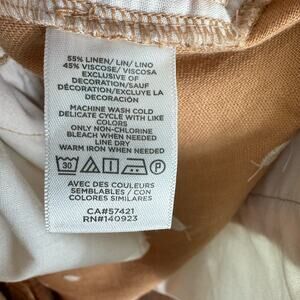 55% LINEN/ LIN/ LINO
45% VISCOSE/ VISCOSA
EXCLUSIVE OF
DECORATION/SAUF
DÉCORATION/EXCLUYE LA
DECORACIÓN
MACHINE WASH COLD
DELICATE CYCLE WITH LIKE
COLORS
ONLY NON-CHLORINE
BLEACH WHEN NEEDED
LINE DRY
WARM IRON WHEN NEEDED
30 P
AVEC DES COULEURS
SEMBLABLES / CON
COLORES SIMILARES
CA#57421
RN#140923